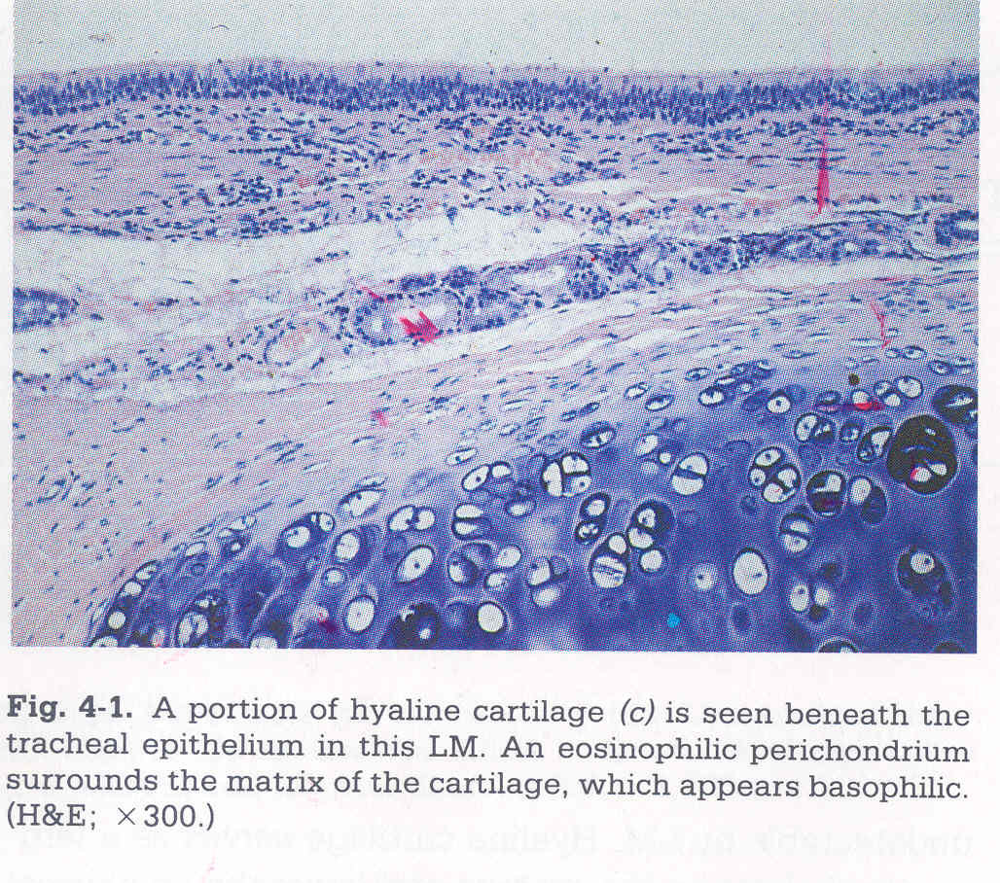 Fig. 4-1. A portion of hyaline cartilage (c) is seen beneath the
tracheal epithelium in this LM. An eosinophilic perichondrium
surrounds the matrix of the cartilage, which appears basophilic.
(H&E; ×300.)